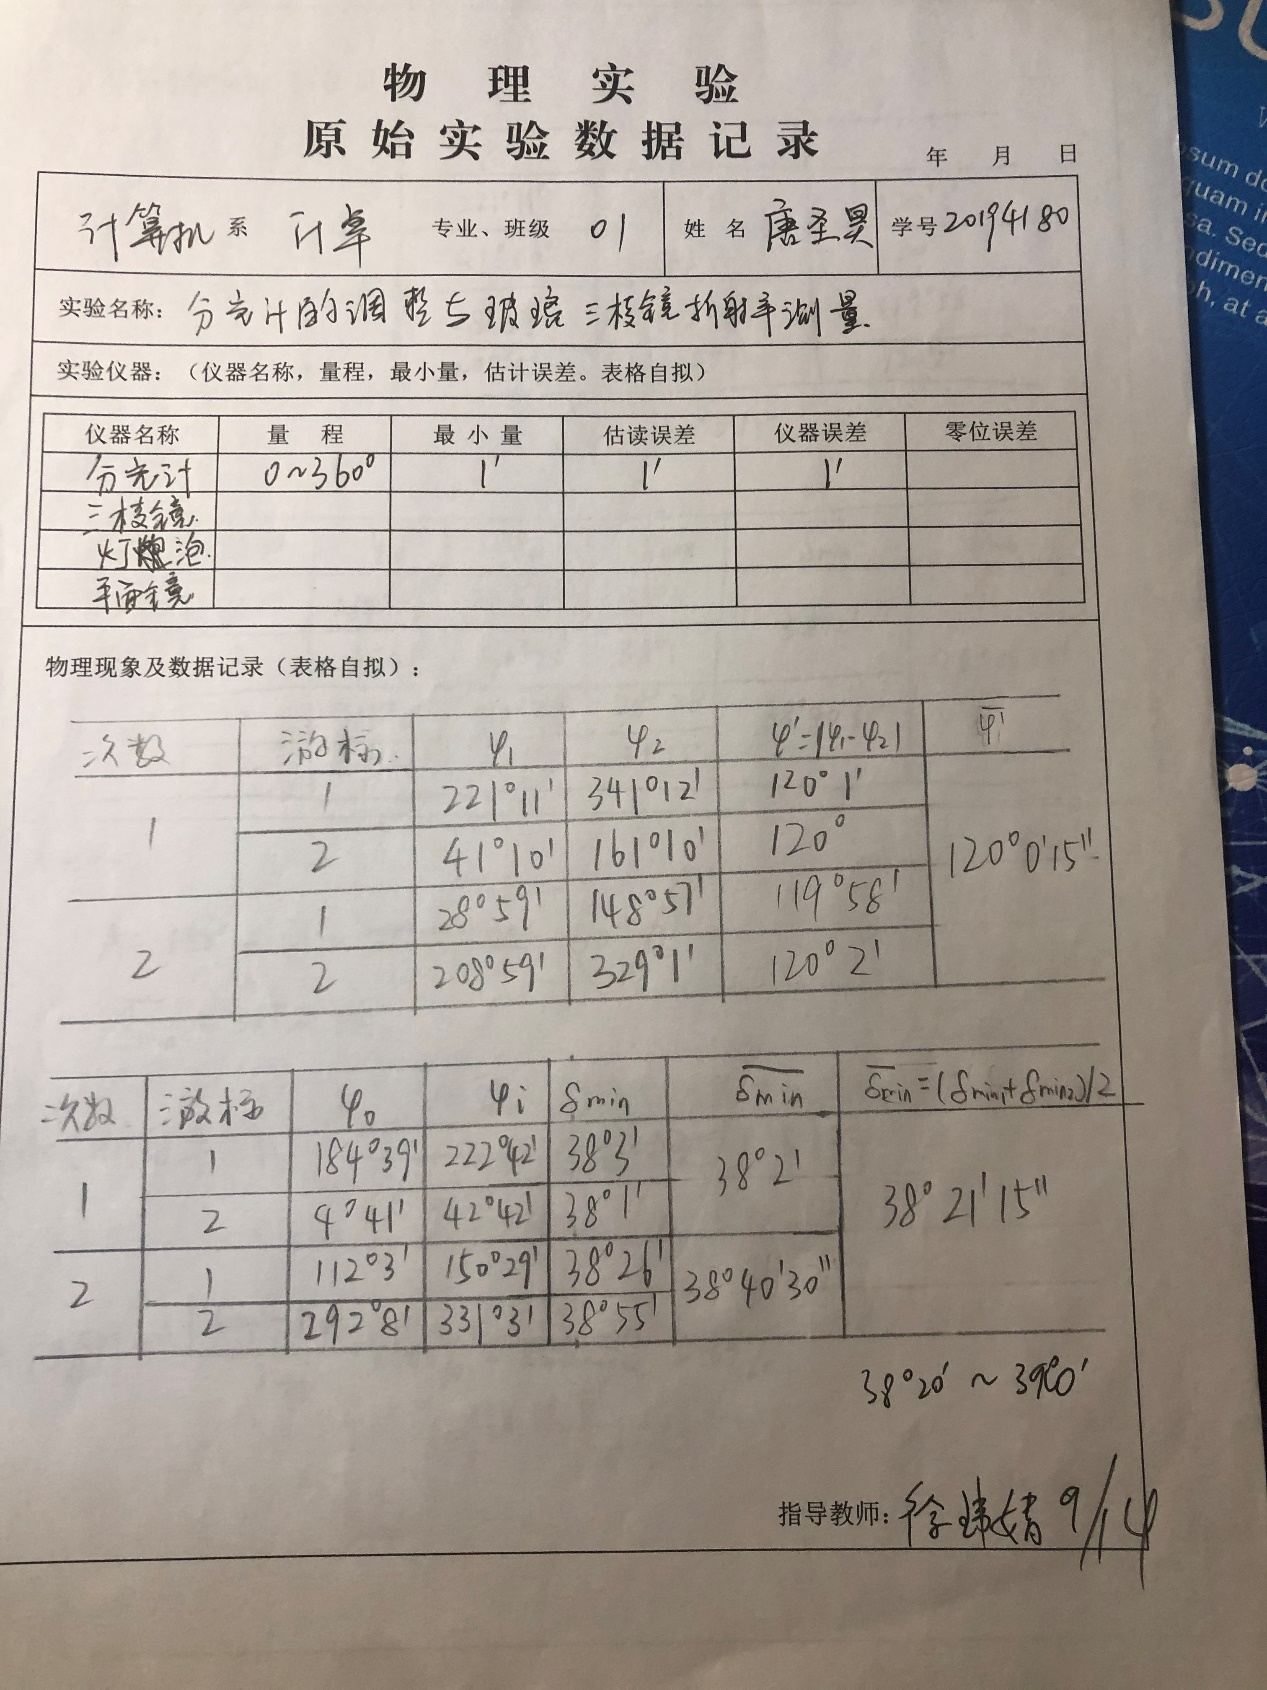 物理实验
原始实验数据记录
年 月 日
计算机 系 计卓 专业、班级 01 姓名 唐圣昊 学号 20194180
实验名称：分光计的调整与玻璃三棱镜折射率测量.
实验仪器：（仪器名称，量程，最小量，估计误差。表格自拟）
仪器名称 量程 最小量 估读误差 仪器误差 零位误差
分光计 0~360° 1′ 1′ 1′
三棱镜.
灯泡.
平面镜
物理现象及数据记录（表格自拟）：
次数 游标. φ₁ φ₂ φ′=|φ₁-φ₂| φ̅′
1 1 221°11′ 341°12′ 120°1′
2 41°10′ 161°10′ 120° 120°0′15″
2 1 28°59′ 148°57′ 119°58′
2 208°59′ 329°1′ 120°2′
次数 游标 φ₀ φi δmin δmin δmin=(δmin₁+δmin₂)/2
1 1 184°39′ 222°42′ 38°3′ 38°2′
2 4°41′ 42°42′ 38°1′ 38°21′15″
2 1 112°3′ 150°29′ 38°26′ 38°40′30″
2 292°8′ 331°3′ 38°55′
38°20′ ~ 39°0′
指导教师：徐 婧 9/14
sum do
quam in
sa. Sed
ndimen
oh, at a